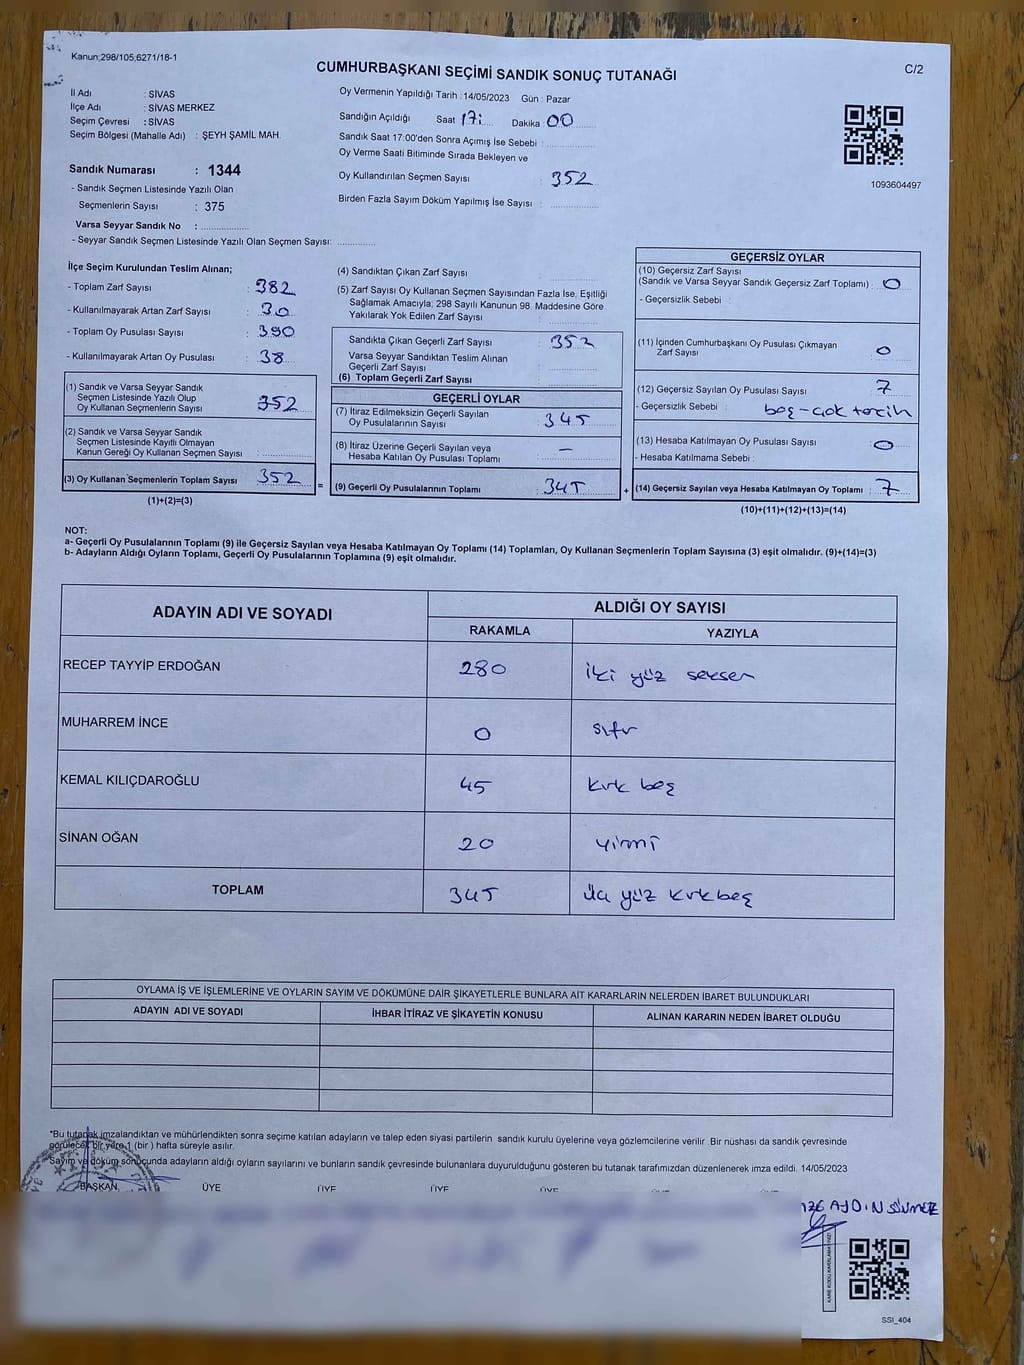 Kanun;298/105,6271/18-1
C/2
CUMHURBAŞKANI SEÇİMİ SANDIK SONUÇ TUTANAĞI
İl Adı : SİVAS
İlçe Adı : SİVAS MERKEZ
Seçim Çevresi : SİVAS
Seçim Bölgesi (Mahalle Adı) : ŞEYH ŞAMİL MAH.
Sandık Numarası : 1344
- Sandık Seçmen Listesinde Yazılı Olan
Seçmenlerin Sayısı : 375
Varsa Seyyar Sandık No :
- Seyyar Sandık Seçmen Listesinde Yazılı Olan Seçmen Sayısı:
Oy Vermenin Yapıldığı Tarih : 14/05/2023 Gün : Pazar
Sandığın Açıldığı Saat 17: Dakika : 00
Sandık Saat 17:00'den Sonra Açımış İse Sebebi :
Oy Verme Saati Bitiminde Sırada Bekleyen ve
Oy Kullandırılan Seçmen Sayısı : 352
Birden Fazla Sayım Döküm Yapılmış İse Sayısı :
1093604497
İlçe Seçim Kurulundan Teslim Alınan;
- Toplam Zarf Sayısı : 382
- Kullanılmayarak Artan Zarf Sayısı : 30
- Toplam Oy Pusulası Sayısı : 390
- Kullanılmayarak Artan Oy Pusulası : 38
(1) Sandık ve Varsa Seyyar Sandık
Seçmen Listesinde Yazılı Olup
Oy Kullanan Seçmenlerin Sayısı : 352
(2) Sandık ve Varsa Seyyar Sandık
Seçmen Listesinde Kayıtlı Olmayan
Kanun Gereği Oy Kullanan Seçmen Sayısı :
(3) Oy Kullanan Seçmenlerin Toplam Sayısı : 352
(1)+(2)=(3)
(4) Sandıktan Çıkan Zarf Sayısı :
(5) Zarf Sayısı Oy Kullanan Seçmen Sayısından Fazla İse, Eşitliği
Sağlamak Amacıyla; 298 Sayılı Kanunun 98. Maddesine Göre
Yakılarak Yok Edilen Zarf Sayısı :
Sandıkta Çıkan Geçerli Zarf Sayısı : 352
Varsa Seyyar Sandıktan Teslim Alınan
Geçerli Zarf Sayısı :
(6) Toplam Geçerli Zarf Sayısı :
GEÇERLİ OYLAR
(7) İtiraz Edilmeksizin Geçerli Sayılan
Oy Pusulalarının Sayısı : 345
(8) İtiraz Üzerine Geçerli Sayılan veya
Hesaba Katılan Oy Pusulası Toplamı : -
= (9) Geçerli Oy Pusulalarının Toplamı : 345 +
GEÇERSİZ OYLAR
(10) Geçersiz Zarf Sayısı
(Sandık ve Varsa Seyyar Sandık Geçersiz Zarf Toplamı) : 0
- Geçersizlik Sebebi :
(11) İçinden Cumhurbaşkanı Oy Pusulası Çıkmayan
Zarf Sayısı : 0
(12) Geçersiz Sayılan Oy Pusulası Sayısı : 7
- Geçersizlik Sebebi : boş-çok tercih
(13) Hesaba Katılmayan Oy Pusulası Sayısı : 0
- Hesaba Katılmama Sebebi :
(14) Geçersiz Sayılan veya Hesaba Katılmayan Oy Toplamı : 7
(10)+(11)+(12)+(13)=(14)
NOT:
a- Geçerli Oy Pusulalarının Toplamı (9) ile Geçersiz Sayılan veya Hesaba Katılmayan Oy Toplamı (14) Toplamları, Oy Kullanan Seçmenlerin Toplam Sayısına (3) eşit olmalıdır. (9)+(14)=(3)
b- Adayların Aldığı Oyların Toplamı, Geçerli Oy Pusulalarının Toplamına (9) eşit olmalıdır.
ADAYIN ADI VE SOYADI
ALDIĞI OY SAYISI
RAKAMLA YAZIYLA
RECEP TAYYİP ERDOĞAN 280 iki yüz seksen
MUHARREM İNCE 0 sıfır
KEMAL KILIÇDAROĞLU 45 kırk beş
SİNAN OĞAN 20 yirmi
TOPLAM 345 Üç yüz kırkbeş
OYLAMA İŞ VE İŞLEMLERİNE VE OYLARIN SAYIM VE DÖKÜMÜNE DAİR ŞİKAYETLERLE BUNLARA AİT KARARLARIN NELERDEN İBARET BULUNDUKLARI
ADAYIN ADI VE SOYADI İHBAR İTİRAZ VE ŞİKAYETİN KONUSU ALINAN KARARIN NEDEN İBARET OLDUĞU
*Bu tutanak imzalandıktan ve mühürlendikten sonra seçime katılan adayların ve talep eden siyasi partilerin sandık kurulu üyelerine veya gözlemcilerine verilir. Bir nüshası da sandık çevresinde
görülecek bir yere 1 (bir) hafta süreyle asılır.
Sayım ve döküm sonucunda adayların aldığı oyların sayılarını ve bunların sandık çevresinde bulunanlara duyurulduğunu gösteren bu tutanak tarafımızdan düzenlenerek imza edildi. 14/05/2023
BAŞKAN ÜYE ÜYE ÜYE ÜYE ÜYE ÜYE
AYDIN SÖNMEZ
SSI_404